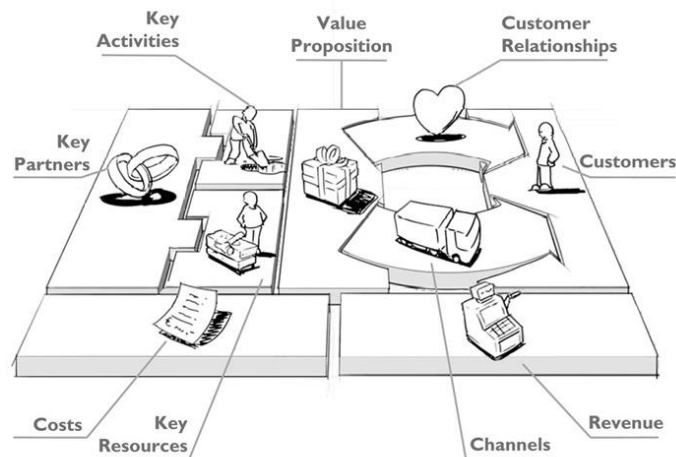 Key
Activities
Value
Proposition
Customer
Relationships
Key
Partners
Customers
Costs
Key
Resources
Channels
Revenue